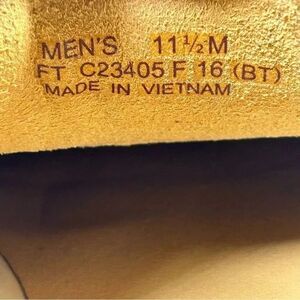 MEN'S 11½M
FT C23405 F 16 (BT)
MADE IN VIETNAM